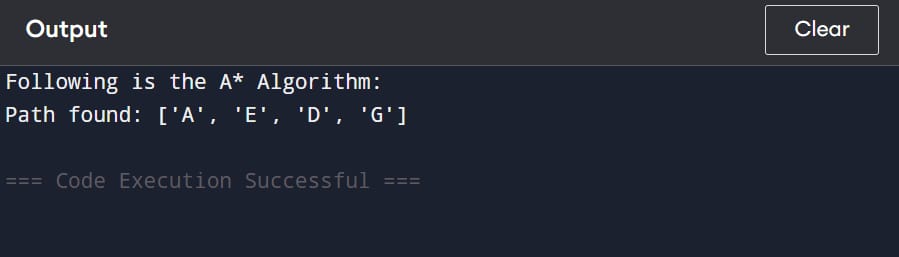 Output
Clear
Following is the A* Algorithm:
Path found: ['A', 'E', 'D', 'G']
=== Code Execution Successful ===